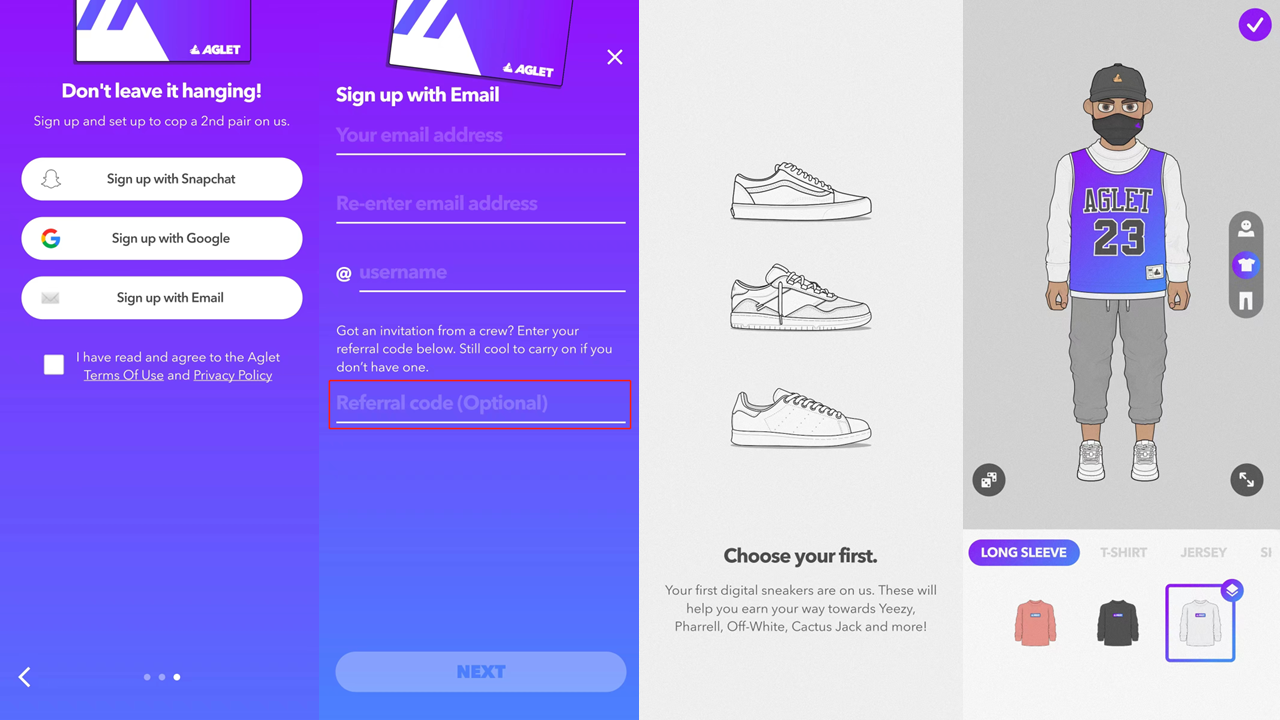 AGLET
Don't leave it hanging!
Sign up and set up to cop a 2nd pair on us.
Sign up with Snapchat
Sign up with Google
Sign up with Email
I have read and agree to the Aglet
Terms Of Use and Privacy Policy
AGLET
Sign up with Email
Your email address
Re-enter email address
@ username
Got an invitation from a crew? Enter your
referral code below. Still cool to carry on if you
don't have one.
Referral code (Optional)
NEXT
Choose your first.
Your first digital sneakers are on us. These will
help you earn your way towards Yeezy,
Pharrell, Off-White, Cactus Jack and more!
AGLET
23
LONG SLEEVE
T-SHIRT
JERSEY
SI